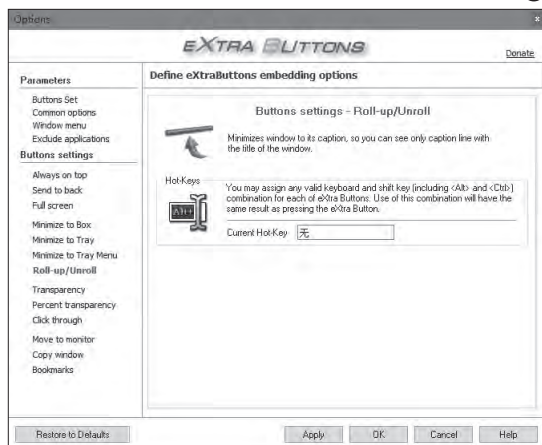 Options
x
EXTRA BUTTONS
Donate
Parameters
Buttons Set
Common options
Window menu
Exclude applications
Buttons settings
Always on top
Send to back
Full screen
Minimize to Box
Minimize to Tray
Minimize to Tray Menu
Roll-up/Unroll
Transparency
Percent transparency
Click through
Move to monitor
Copy window
Bookmarks
Define eXtraButtons embedding options
Buttons settings - Roll-up/Unroll
Minimizes window to its caption, so you can see only caption line with
the title of the window.
Hot-Keys
ALT+
You may assign any valid keyboard and shift key (including <Alt> and <Ctrl>)
combination for each of eXtra Buttons. Use of this combination will have the
same result as pressing the eXtra Button.
Current Hot-Key 无
Restore to Defaults
Apply
OK
Cancel
Help